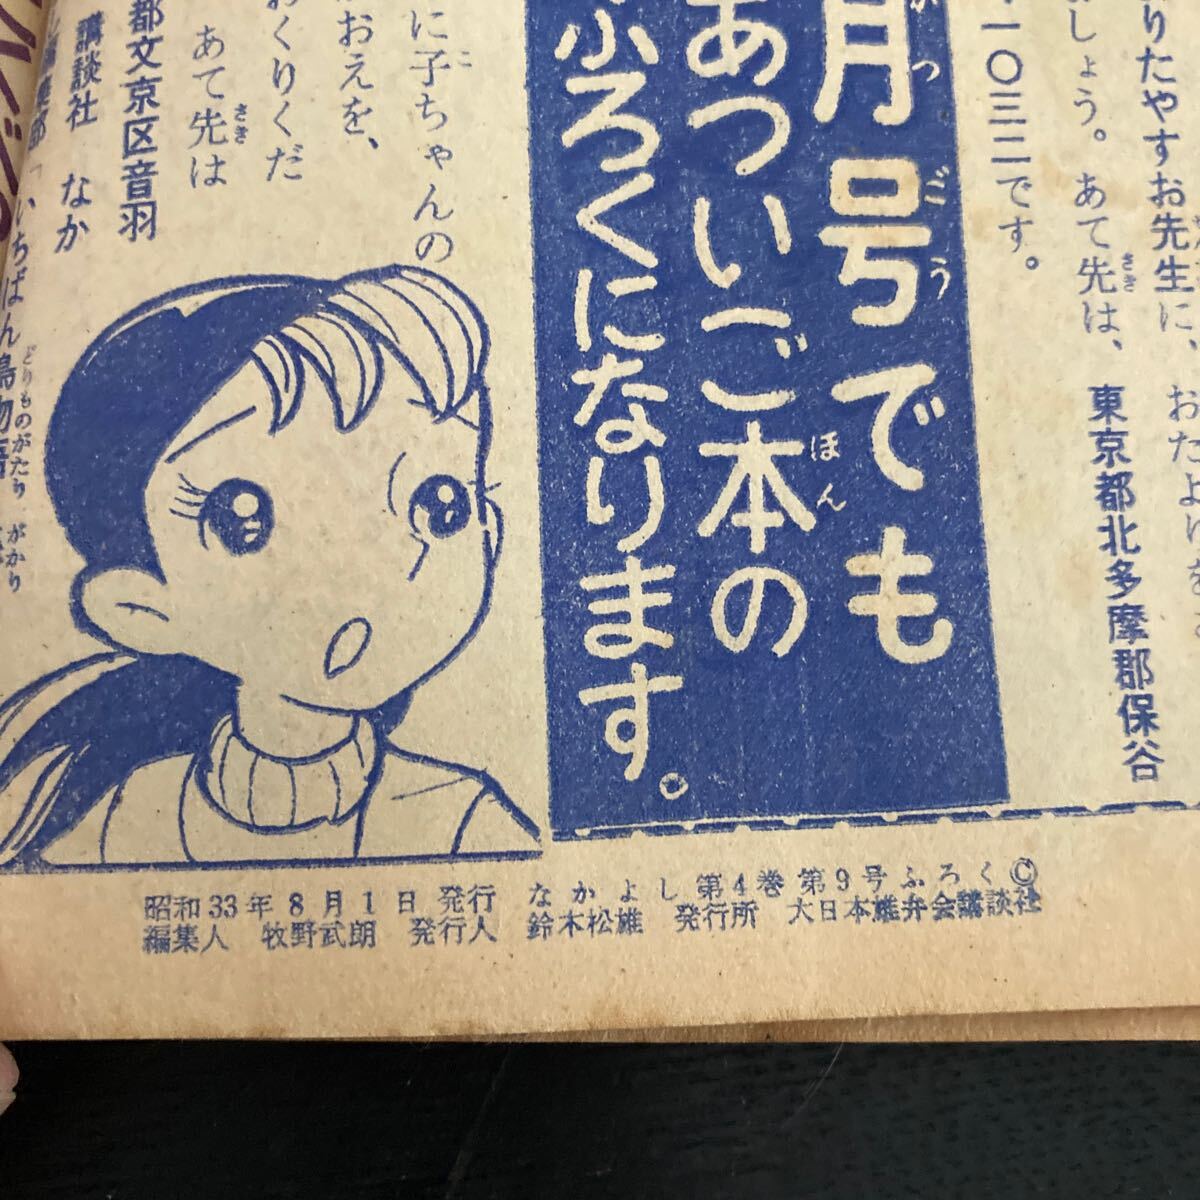 りたやすお先生に、おたよりを
ましょう。あて先は、東京都北多摩郡保谷
一〇三二です。
月号でも
あついご本の
ふろくになります。
に子ちゃんの
おえを、
おくりくだ
あて先は
都文京区音羽
講談社 なか
「いちばん
昭和33年8月1日 発行 なかよし第4巻第9号ふろく©
編集人 牧野武朗 発行人 鈴木松雄 発行所 大日本雄弁会講談社